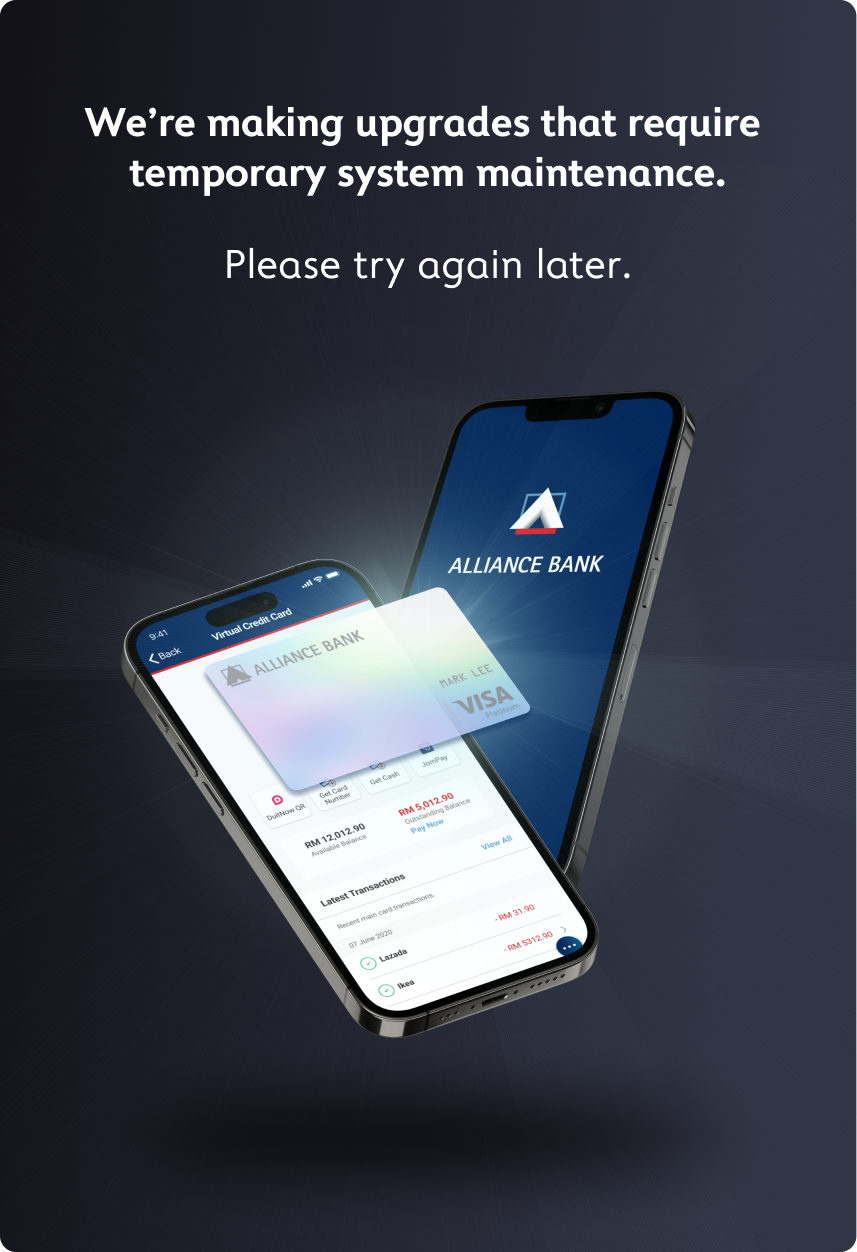 We’re making upgrades that require
temporary system maintenance.
Please try again later.
ALLIANCE BANK
9:41
Back
Virtual Credit Card
ALLIANCE BANK
MARK LEE
VISA
Platinum
DuitNow QR
Get Card
Number
Get Cash
JomPay
RM 12,012.90
Available Balance
RM 5,012.90
Outstanding Balance
Pay Now
Latest Transactions
View All
Recent main card transactions.
07 June 2020
Lazada
- RM 31.90
Ikea
- RM 5312.90